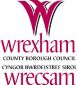 wrexham
COUNTY BOROUGH COUNCIL
CYNGOR BWRDEISTREF SIROL
wrecsam